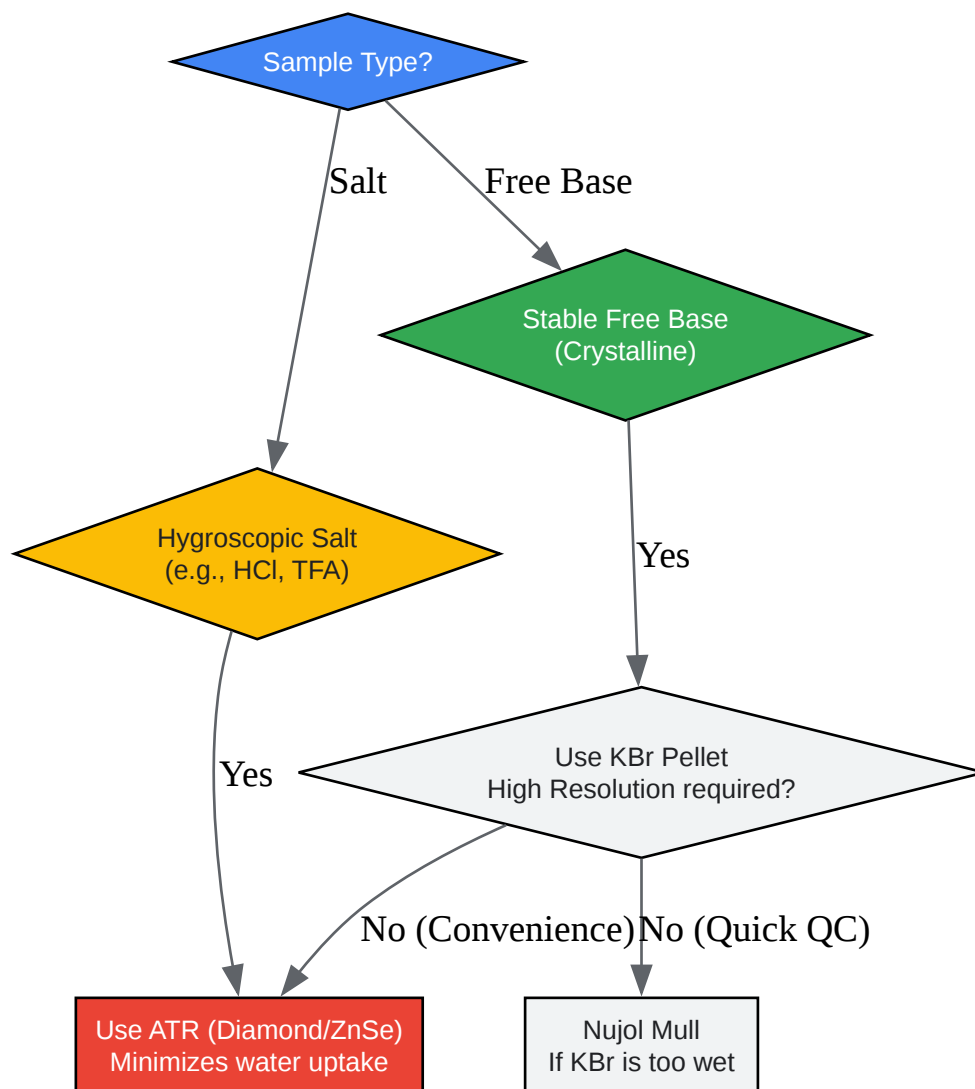 Sample Type?
Salt
Free Base
Stable Free Base
(Crystalline)
Hygroscopic Salt
(e.g., HCl, TFA)
Yes
Yes
Use KBr Pellet
High Resolution required?
No (Convenience)
No (Quick QC)
Use ATR (Diamond/ZnSe)
Minimizes water uptake
Nujol Mull
If KBr is too wet